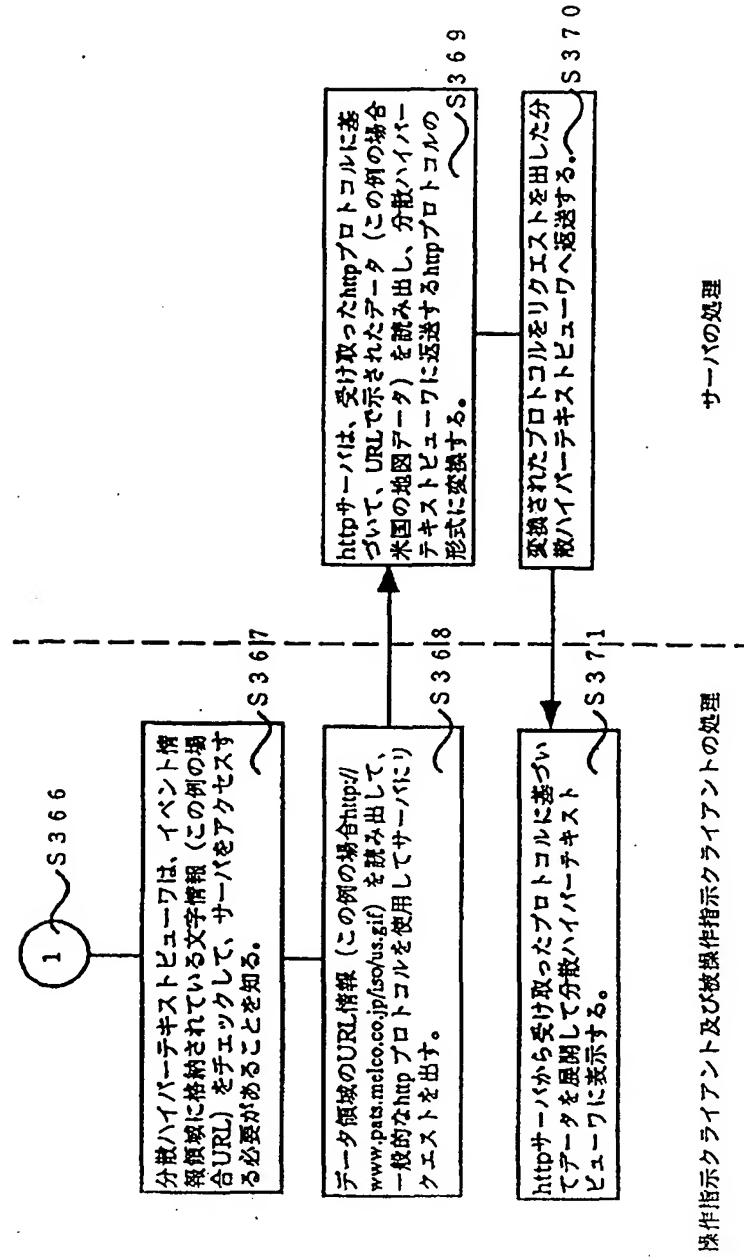 1
S366
分散ハイパーテキストビューワは、イベント情
報領域に格納されている文字情報(この例の場
合URL)をチェックして、サーバをアクセスす
る必要があることを知る。
S367
データ領域のURL情報(この例の場合http://
www.pats.melco.co.jp/iso/us.gif)を読み出して、
一般的なhttpプロトコルを使用してサーバにリ
クエストを出す。
S368
httpサーバは、受け取ったhttpプロトコルに基
づいて、URLで示されたデータ(この例の場合
米国の地図データ)を読み出し、分散ハイパー
テキストビューワに返送するhttpプロトコルの
形式に変換する。
S369
変換されたプロトコルをリクエストを出した分
散ハイパーテキストビューワへ返送する。
S370
httpサーバから受け取ったプロトコルに基づい
てデータを展開して分散ハイパーテキスト
ビューワに表示する。
S371
操作指示クライアント及び被操作指示クライアントの処理
サーバの処理